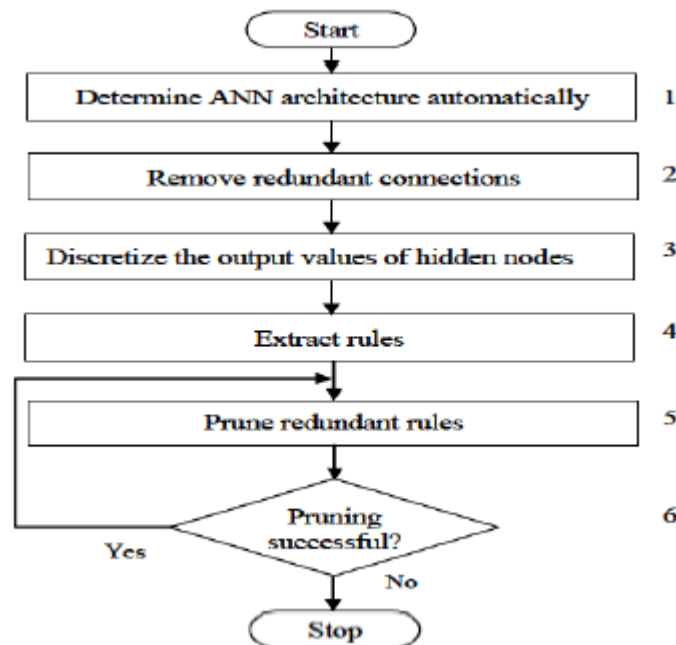 Start
Determine ANN architecture automatically 1
Remove redundant connections 2
Discretize the output values of hidden nodes 3
Extract rules 4
Prune redundant rules 5
Pruning 6
successful?
Yes
No
Stop